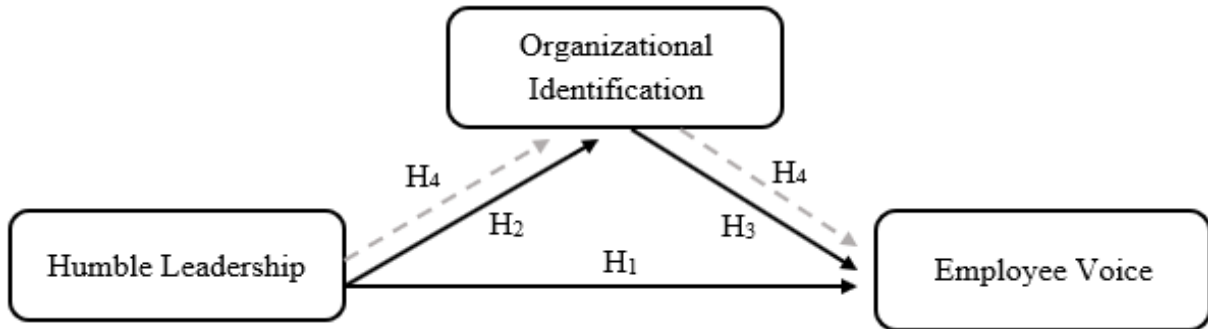 Organizational
Identification
H4
H4
H2
H3
Humble Leadership
H1
Employee Voice